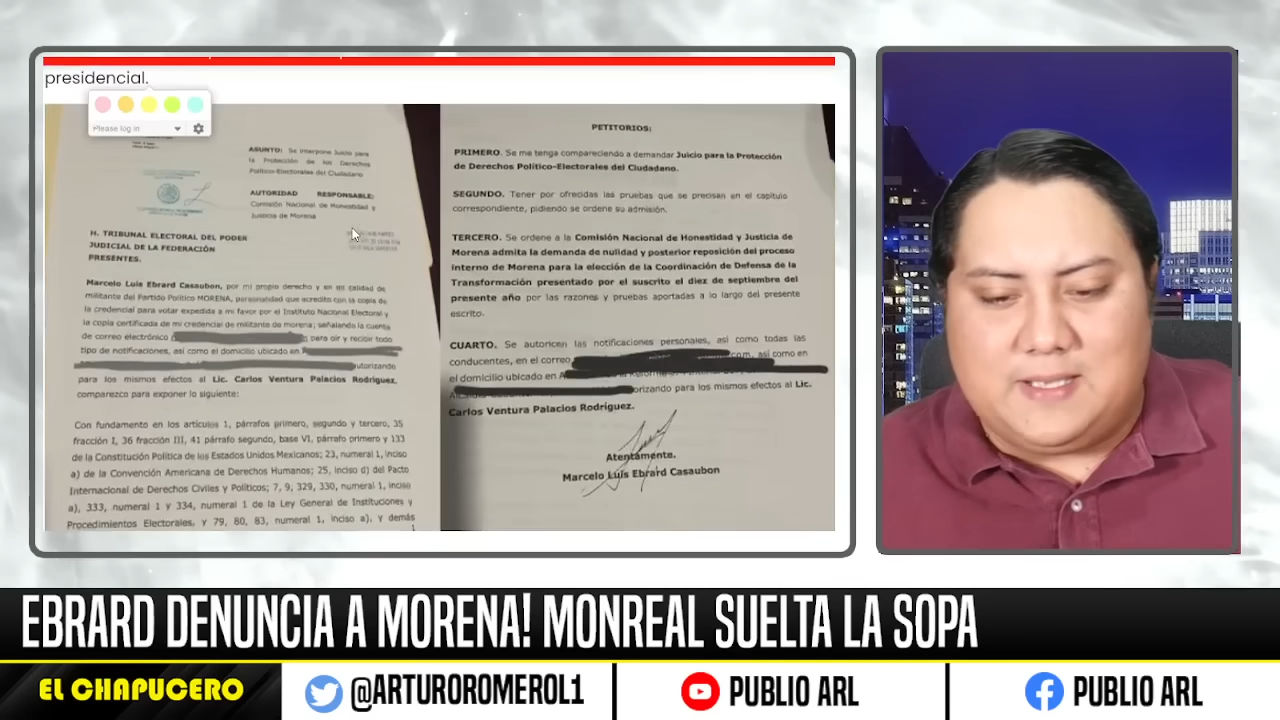 presidencial.
Please log in
ASUNTO: Se interpone Juicio para
la Protección de los Derechos
Político-Electorales del Ciudadano
AUTORIDAD RESPONSABLE:
Comisión Nacional de Honestidad y
Justicia de Morena
H. TRIBUNAL ELECTORAL DEL PODER
JUDICIAL DE LA FEDERACIÓN
PRESENTES.
Marcelo Luis Ebrard Casaubon, por mi propio derecho y en mi calidad de
militante del Partido Político MORENA, personalidad que acredito con la copia de
la credencial para votar expedida a mi favor por el Instituto Nacional Electoral y
la copia certificada de mi credencial de militante de morena; señalando la cuenta
de correo electrónico para oír y recibir todo
tipo de notificaciones, así como el domicilio ubicado en
autorizando
para los mismos efectos al Lic. Carlos Ventura Palacios Rodríguez,
comparezco para exponer lo siguiente:
Con fundamento en los artículos 1, párrafos primero, segundo y tercero, 35
fracción I, 36 fracción III, 41 párrafo segundo, base VI, párrafo primero y 133
de la Constitución Política de los Estados Unidos Mexicanos; 23, numeral 1, inciso
a) de la Convención Americana de Derechos Humanos; 25, inciso d) del Pacto
Internacional de Derechos Civiles y Políticos; 7, 9, 329, 330, numeral 1, inciso
a), 333, numeral 1 y 334, numeral 1 de la Ley General de Instituciones y
Procedimientos Electorales, y 79, 80, 83, numeral 1, inciso a), y demás
1
PETITORIOS:
PRIMERO. Se me tenga compareciendo a demandar Juicio para la Protección
de Derechos Político-Electorales del Ciudadano.
SEGUNDO. Tener por ofrecidas las pruebas que se precisan en el capítulo
correspondiente, pidiendo se ordene su admisión.
TERCERO. Se ordene a la Comisión Nacional de Honestidad y Justicia de
Morena admita la demanda de nulidad y posterior reposición del proceso
interno de Morena para la elección de la Coordinación de Defensa de la
Transformación presentado por el suscrito el diez de septiembre del
presente año por las razones y pruebas aportadas a lo largo del presente
escrito.
CUARTO. Se autoricen las notificaciones personales, así como todas las
conducentes, en el correo .com, así como en
el domicilio ubicado en
orizando para los mismos efectos al Lic.
Carlos Ventura Palacios Rodríguez.
Atentamente.
Marcelo Luis Ebrard Casaubon
EBRARD DENUNCIA A MORENA! MONREAL SUELTA LA SOPA
EL CHAPUCERO
@ARTUROROMEROL1
PUBLIO ARL
PUBLIO ARL